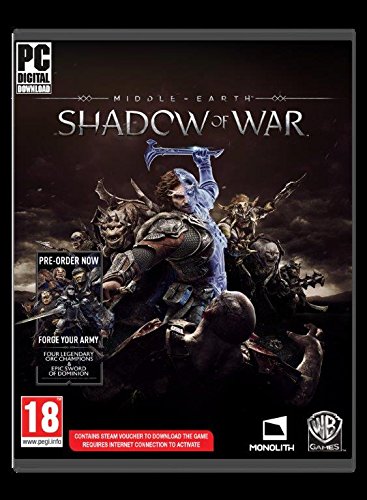 PC
DIGITAL
DOWNLOAD
MIDDLE-EARTH™
SHADOW OF WAR™
PRE-ORDER NOW
FORGE YOUR ARMY
FOUR LEGENDARY
ORC CHAMPIONS
&
EPIC SWORD
OF DOMINION
18
www.pegi.info
CONTAINS STEAM VOUCHER TO DOWNLOAD THE GAME
REQUIRES INTERNET CONNECTION TO ACTIVATE
MONOLITH
WB
GAMES